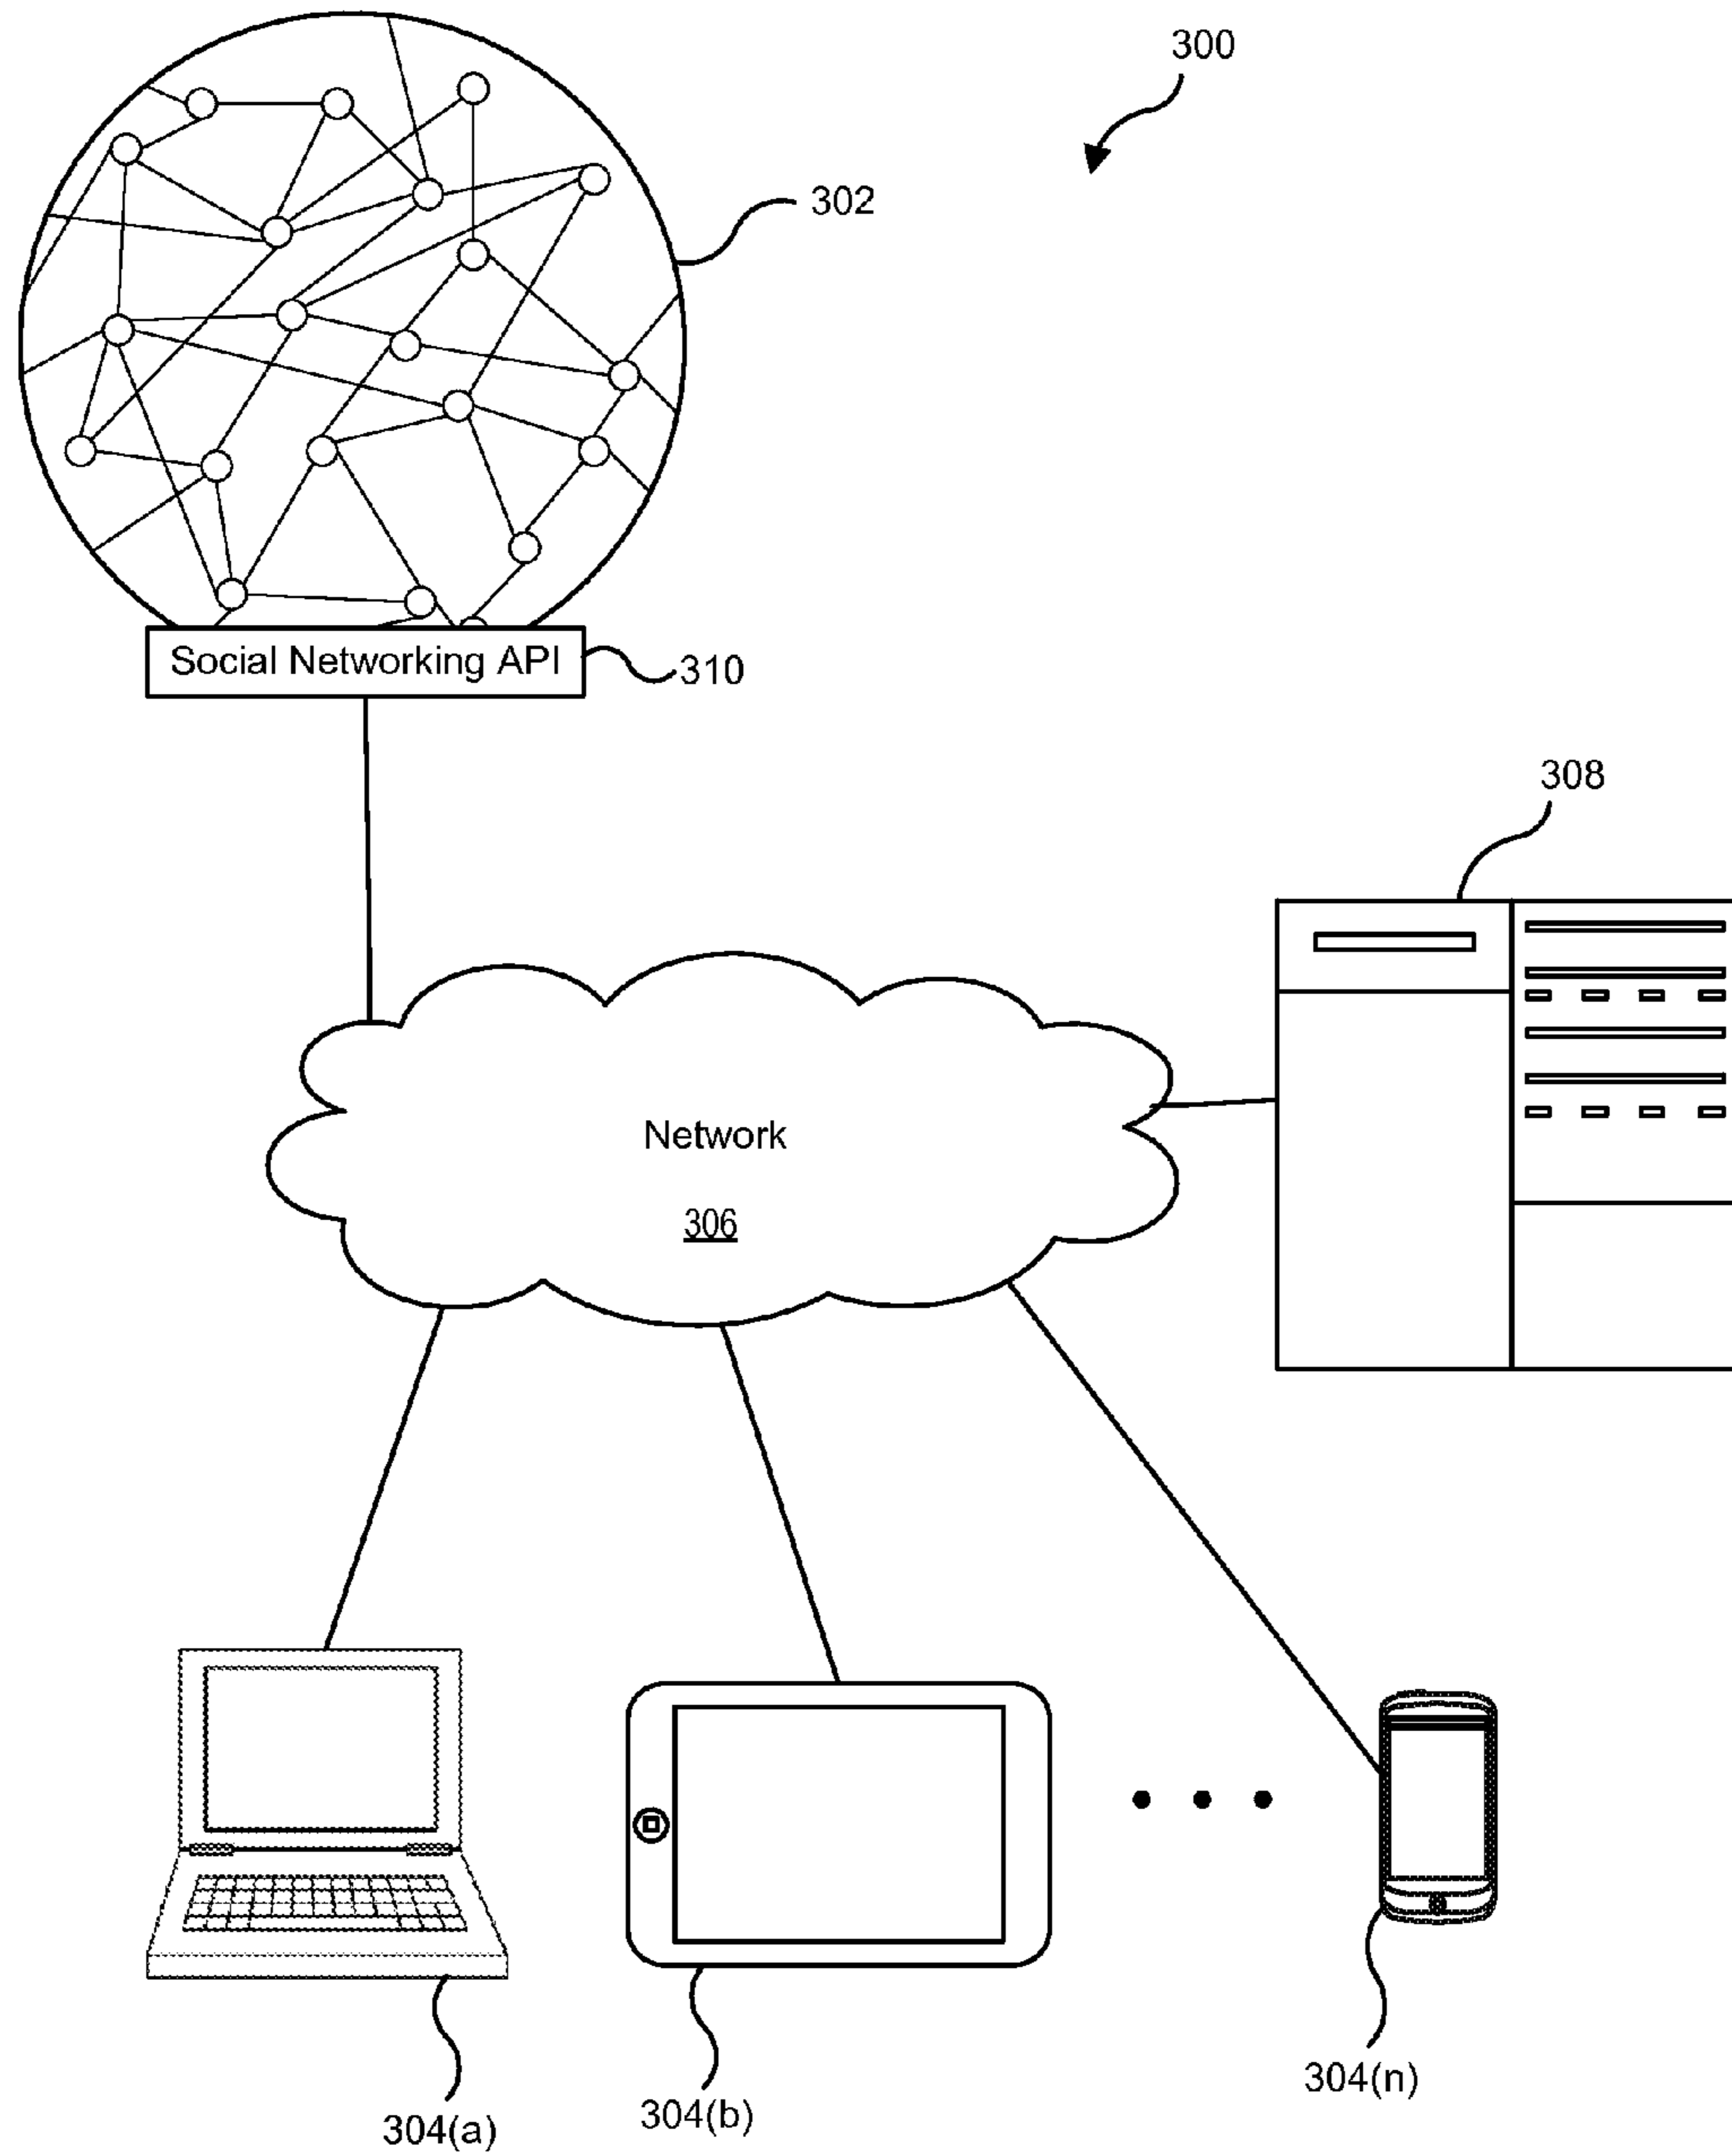 300
302
Social Networking API
310
308
Network
306
304(a)
304(b)
304(n)